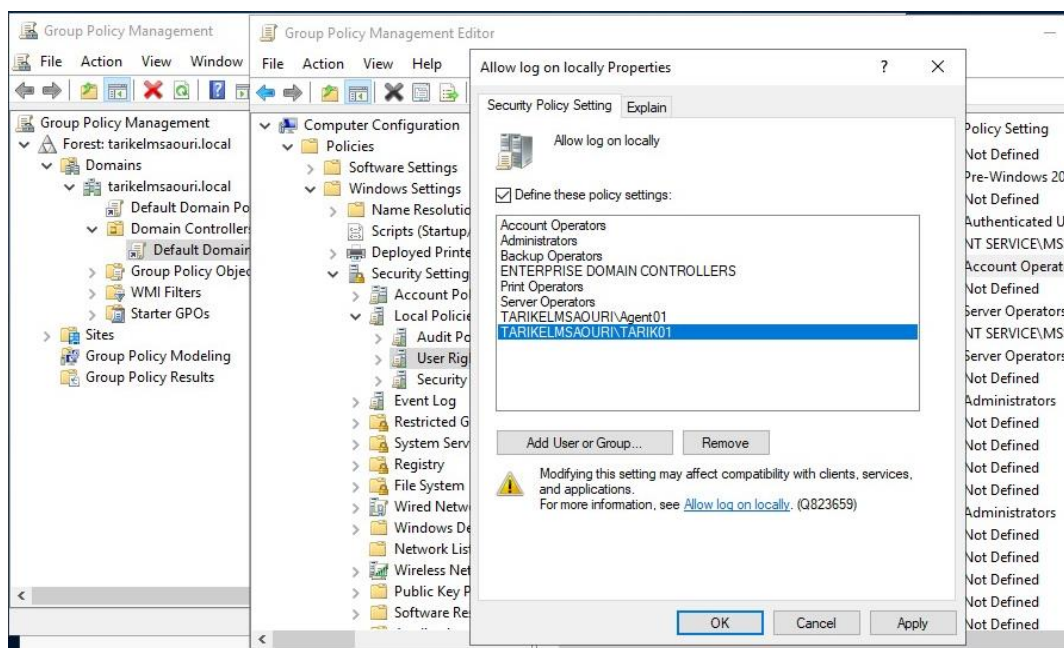 Group Policy Management
File Action View Window
Group Policy Management
Forest: tarikelmsaouri.local
Domains
tarikelmsaouri.local
Default Domain Po
Domain Controller
Default Domain
Group Policy Objec
WMI Filters
Starter GPOs
Sites
Group Policy Modeling
Group Policy Results
Group Policy Management Editor
File Action View Help
Computer Configuration
Policies
Software Settings
Windows Settings
Name Resolutio
Scripts (Startup/
Deployed Printe
Security Setting
Account Pol
Local Policie
Audit Po
User Rig
Security
Event Log
Restricted G
System Serv
Registry
File System
Wired Netw
Windows De
Network List
Wireless Net
Public Key P
Software Re
Allow log on locally Properties
Security Policy Setting Explain
Allow log on locally
Define these policy settings:
Account Operators
Administrators
Backup Operators
ENTERPRISE DOMAIN CONTROLLERS
Print Operators
Server Operators
TARIKELMSAOURI\Agent01
TARIKELMSAOURI\TARIK01
Add User or Group... Remove
Modifying this setting may affect compatibility with clients, services,
and applications.
For more information, see Allow log on locally. (Q823659)
OK Cancel Apply
Policy Setting
Not Defined
Pre-Windows 20
Not Defined
Authenticated U
NT SERVICE\MS
Account Operat
Not Defined
Server Operators
NT SERVICE\MS
Server Operators
Not Defined
Administrators
Not Defined
Not Defined
Not Defined
Not Defined
Administrators
Not Defined
Not Defined
Not Defined
Not Defined
Not Defined